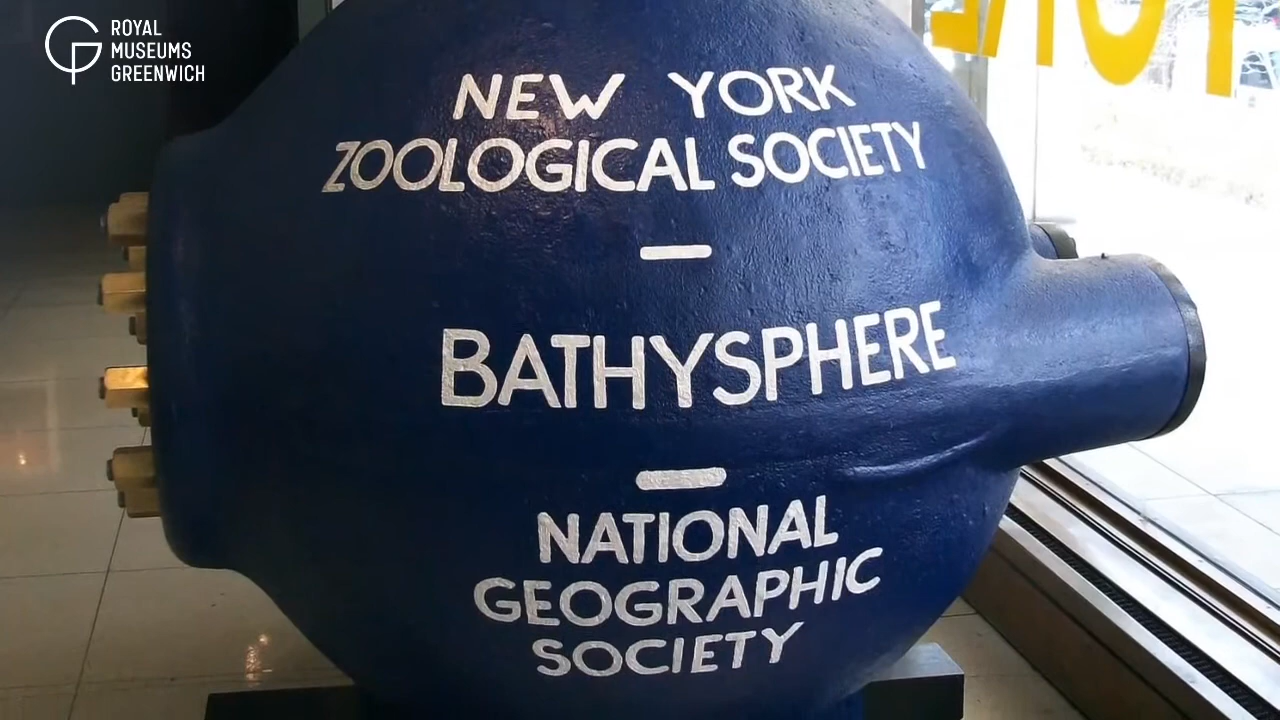 ROYAL
MUSEUMS
GREENWICH
NEW YORK
ZOOLOGICAL SOCIETY
–
BATHYSPHERE
–
NATIONAL
GEOGRAPHIC
SOCIETY